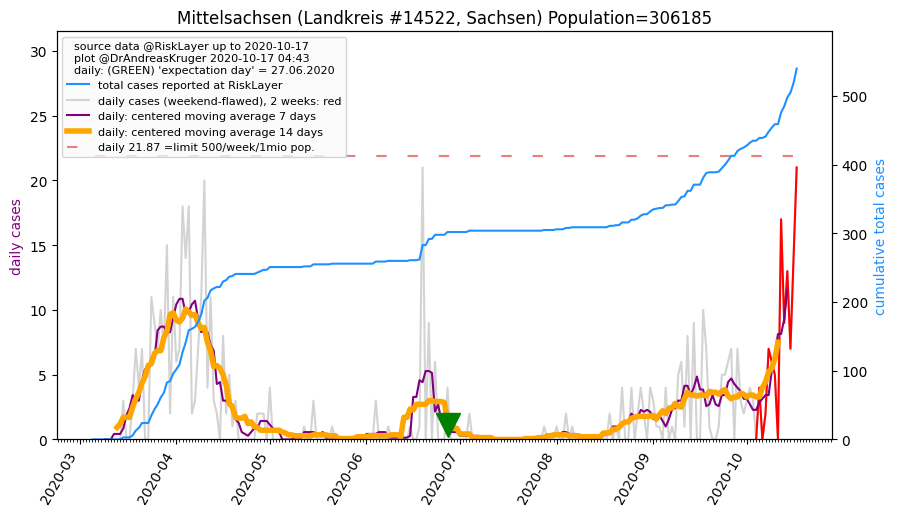 Mittelsachsen (Landkreis #14522, Sachsen) Population=306185
source data @RiskLayer up to 2020-10-17
plot @DrAndreasKruger 2020-10-17 04:43
daily: (GREEN) 'expectation day' = 27.06.2020
total cases reported at RiskLayer
daily cases (weekend-flawed), 2 weeks: red
daily: centered moving average 7 days
daily: centered moving average 14 days
daily 21.87 =limit 500/week/1mio pop.
daily cases
30
25
20
15
10
5
0
cumulative total cases
500
400
300
200
100
0
2020-03
2020-04
2020-05
2020-06
2020-07
2020-08
2020-09
2020-10